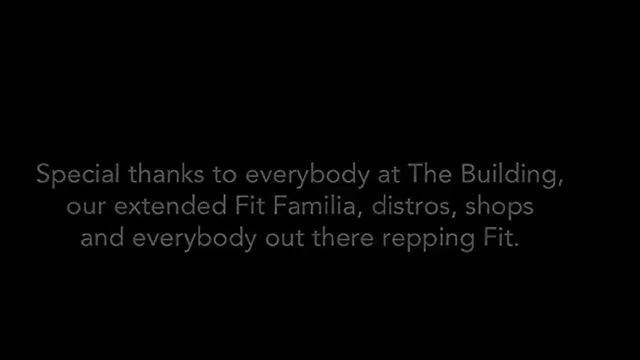 Special thanks to everybody at The Building,
our extended Fit Familia, distros, shops
and everybody out there repping Fit.